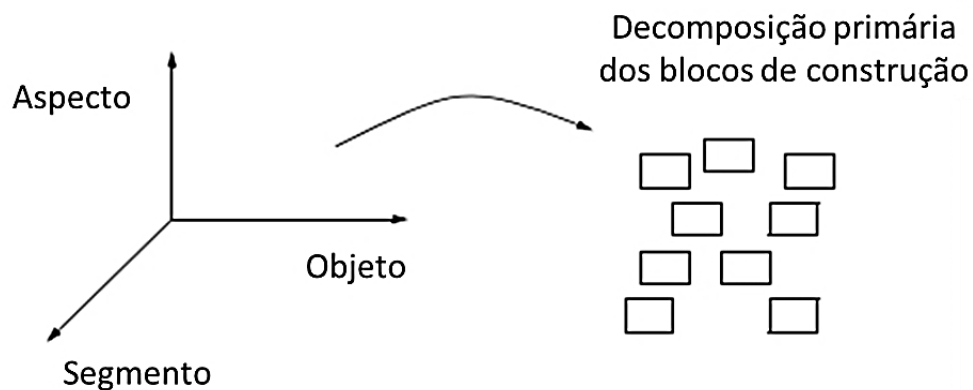 Decomposição primária
dos blocos de construção
Aspecto
Objeto
Segmento